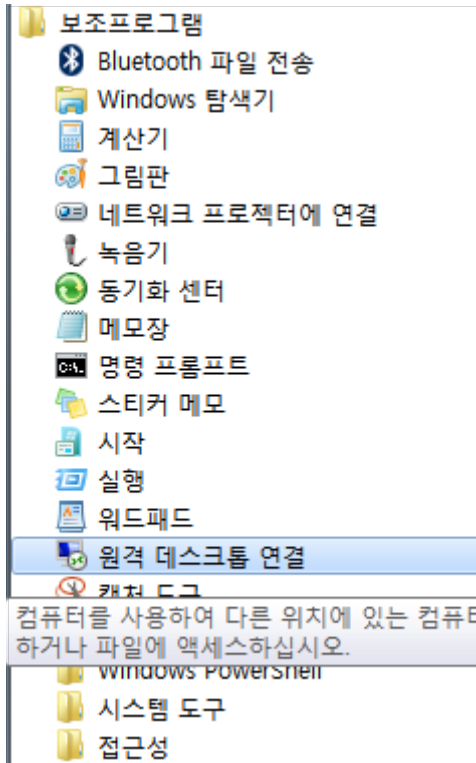 보조프로그램
Bluetooth 파일 전송
Windows 탐색기
계산기
그림판
네트워크 프로젝터에 연결
녹음기
동기화 센터
메모장
명령 프롬프트
스티커 메모
시작
실행
워드패드
원격 데스크톱 연결
캡처 도구
컴퓨터를 사용하여 다른 위치에 있는 컴퓨터
하거나 파일에 액세스하십시오.
Windows PowerShell
시스템 도구
접근성